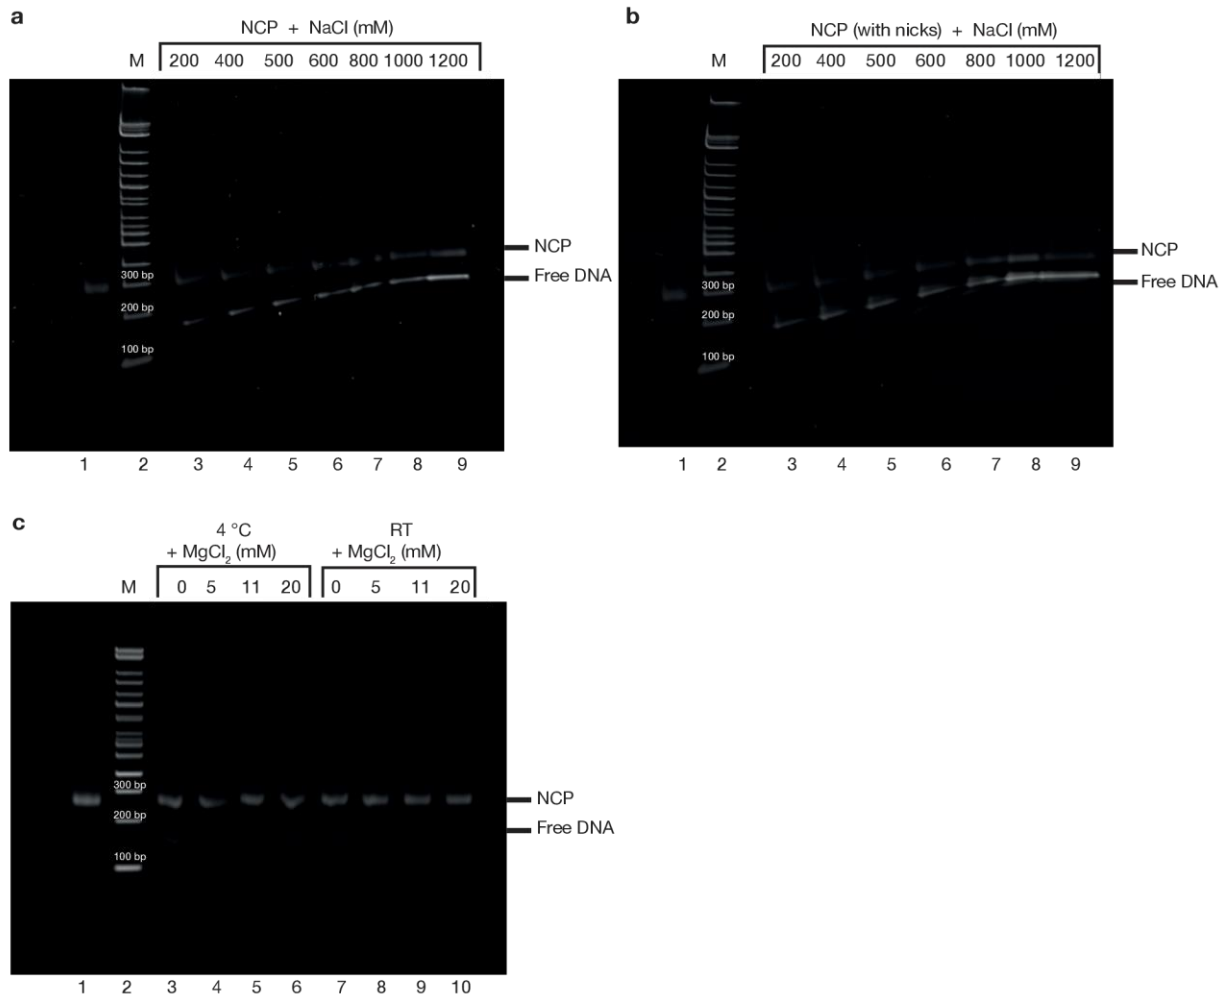 a
NCP + NaCl (mM)
M 200 400 500 600 800 1000 1200
NCP
Free DNA
300 bp
200 bp
100 bp
1 2 3 4 5 6 7 8 9
b
NCP (with nicks) + NaCl (mM)
M 200 400 500 600 800 1000 1200
NCP
Free DNA
300 bp
200 bp
100 bp
1 2 3 4 5 6 7 8 9
c
4 °C
+ MgCl₂ (mM)
RT
+ MgCl₂ (mM)
M 0 5 11 20 0 5 11 20
300 bp
NCP
200 bp
Free DNA
100 bp
1 2 3 4 5 6 7 8 9 10